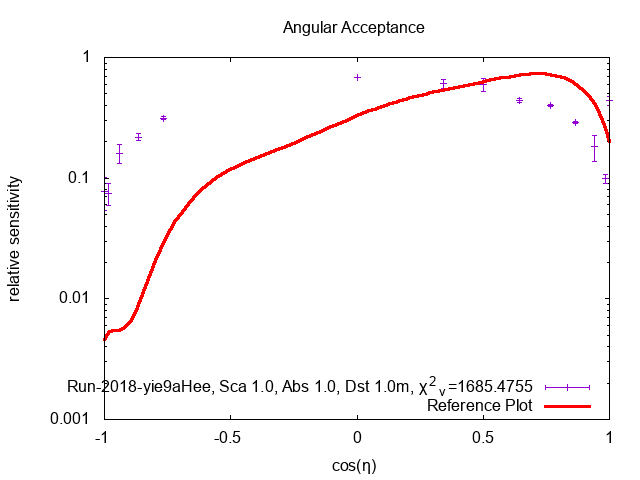 Angular Acceptance
1
0.1
0.01
0.001
relative sensitivity
Run-2018-yie9aHee, Sca 1.0, Abs 1.0, Dst 1.0m, χ²ᵥ=1685.4755
Reference Plot
-1 -0.5 0 0.5 1
cos(η)